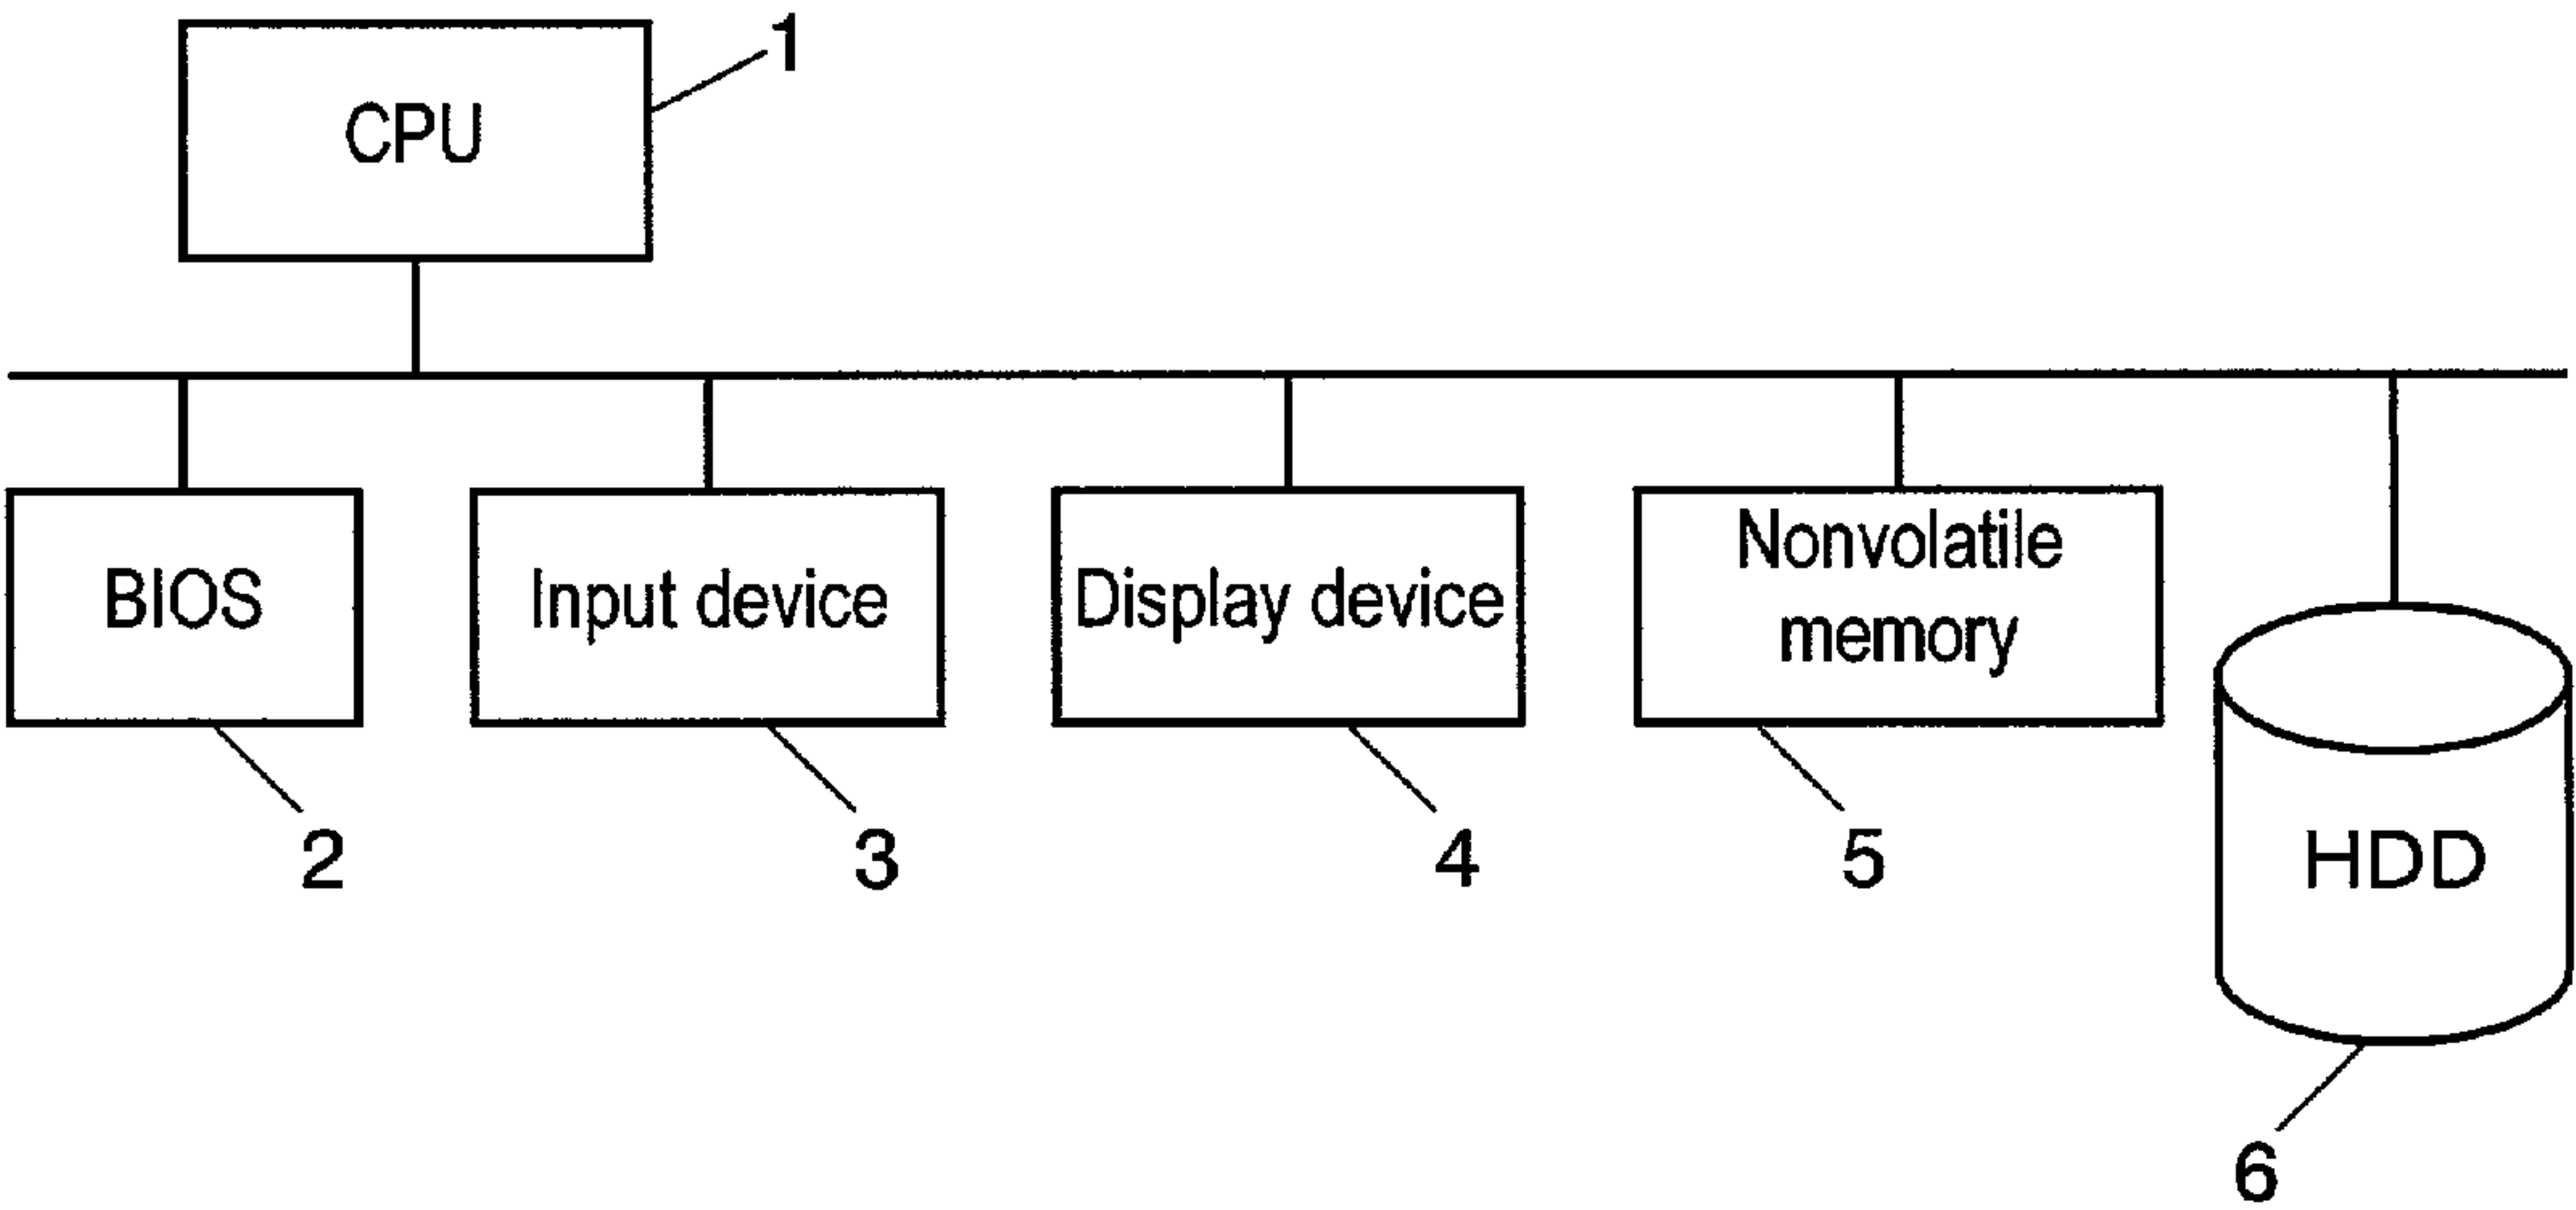 1
CPU
BIOS
Input device
Display device
Nonvolatile
memory
HDD
2
3
4
5
6